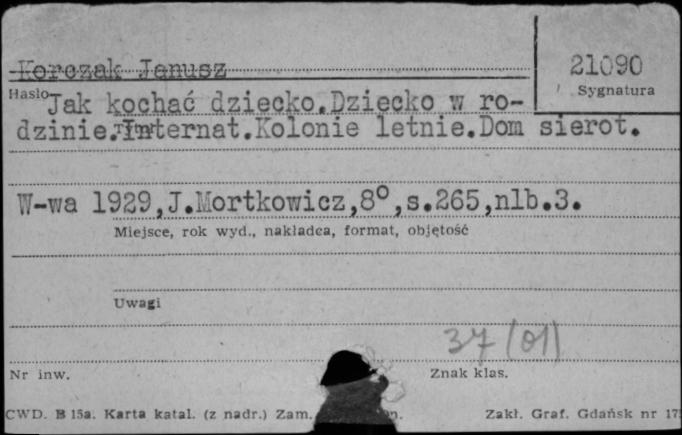 Korczak Janusz
21090
Hasło
Sygnatura
Jak kochać dziecko.Dziecko w ro-
dzinie.Internat.Kolonie letnie.Dom sierot.
W-wa 1929,J.Mortkowicz,8°,s.265,nlb.3.
Miejsce, rok wyd., nakładca, format, objętość
Uwagi
37 (01)
Nr inw.
Znak klas.
CWD. B 15a. Karta katal. (z nadr.) Zam.
Zakł. Graf. Gdańsk nr 17